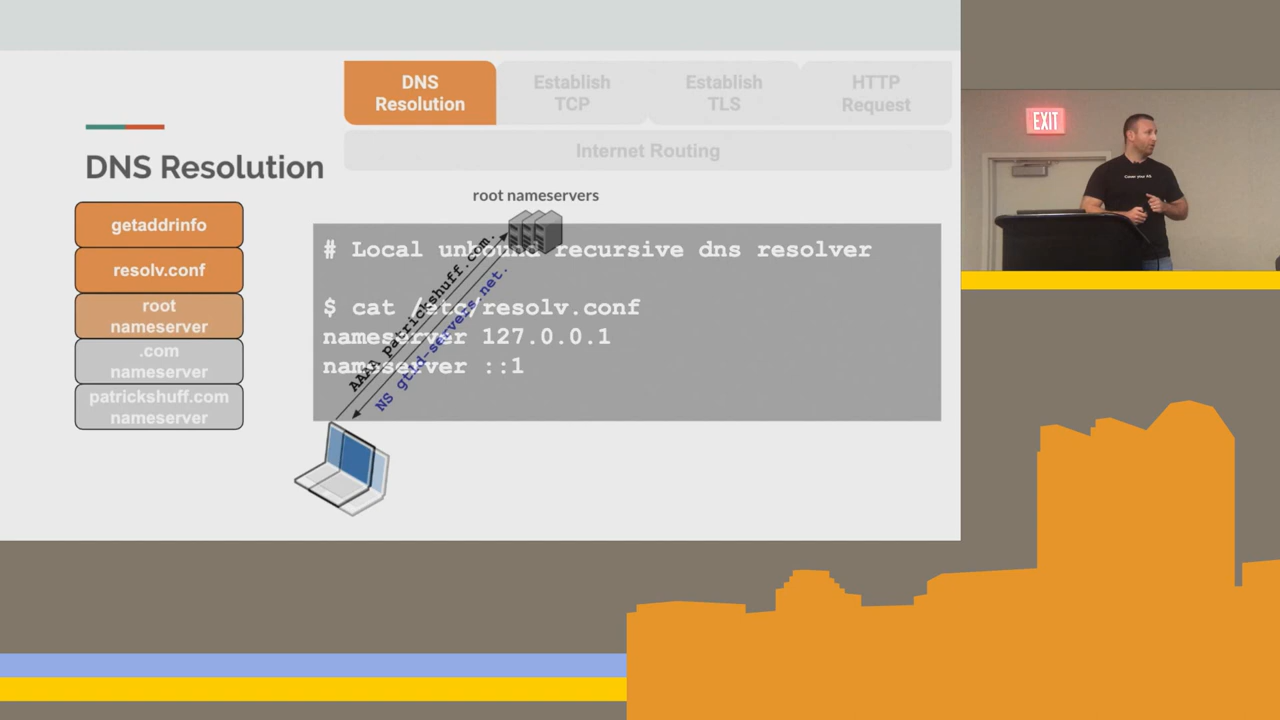 DNS
Resolution
Establish
TCP
Establish
TLS
HTTP
Request
Internet Routing
DNS Resolution
getaddrinfo
resolv.conf
root
nameserver
.com
nameserver
patrickshuff.com
nameserver
root nameservers
# Local unbound recursive dns resolver
$ cat /etc/resolv.conf
nameserver 127.0.0.1
nameserver ::1
AAAA patrickshuff.com.
NS gtld-servers.net.
EXIT